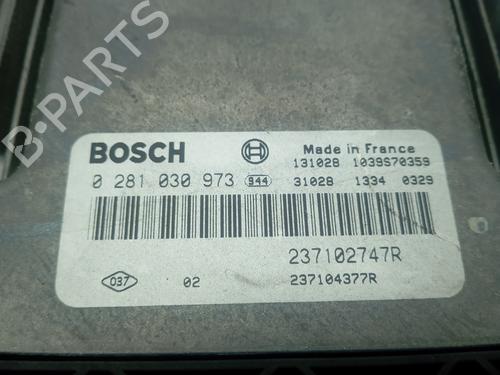 B-PARTS
BOSCH Made in France
131028 1039S70359
0 281 030 973 944 31028 1334 0329
237102747R
037 02 237104377R